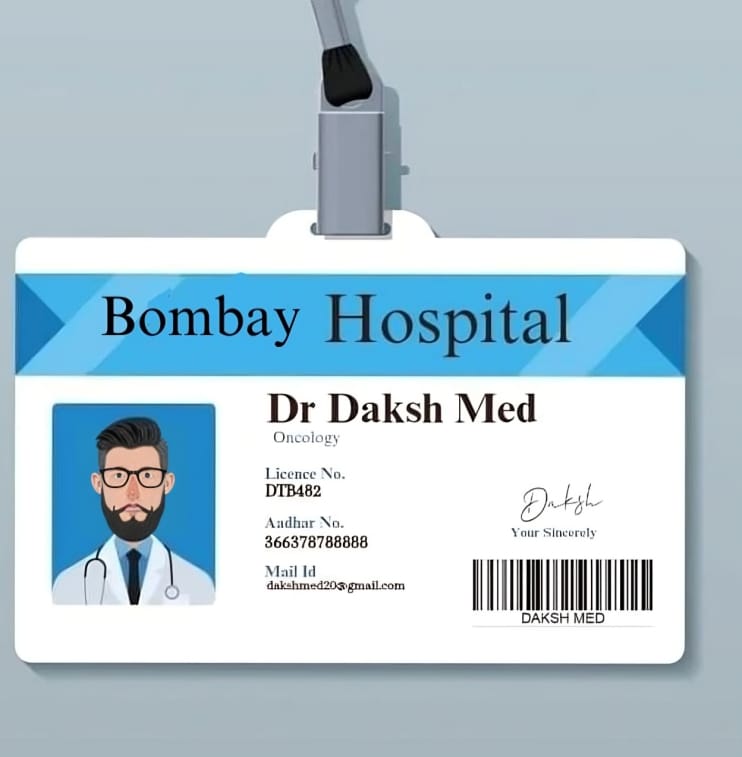 Bombay Hospital
Dr Daksh Med
Oncology
Licence No.
DTB482
Aadhar No.
366378788888
Mail Id
dakshmed20@gmail.com
Daksh
Your Sincerely
DAKSH MED